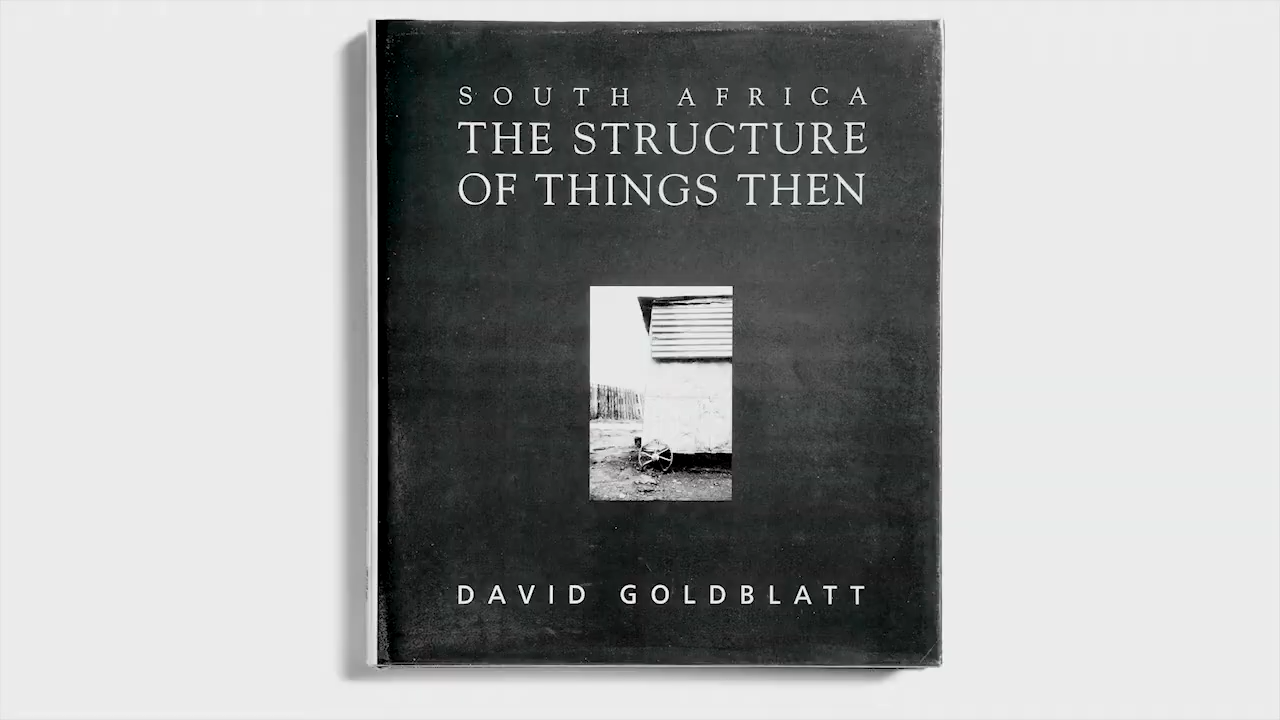 SOUTH AFRICA
THE STRUCTURE
OF THINGS THEN
DAVID GOLDBLATT